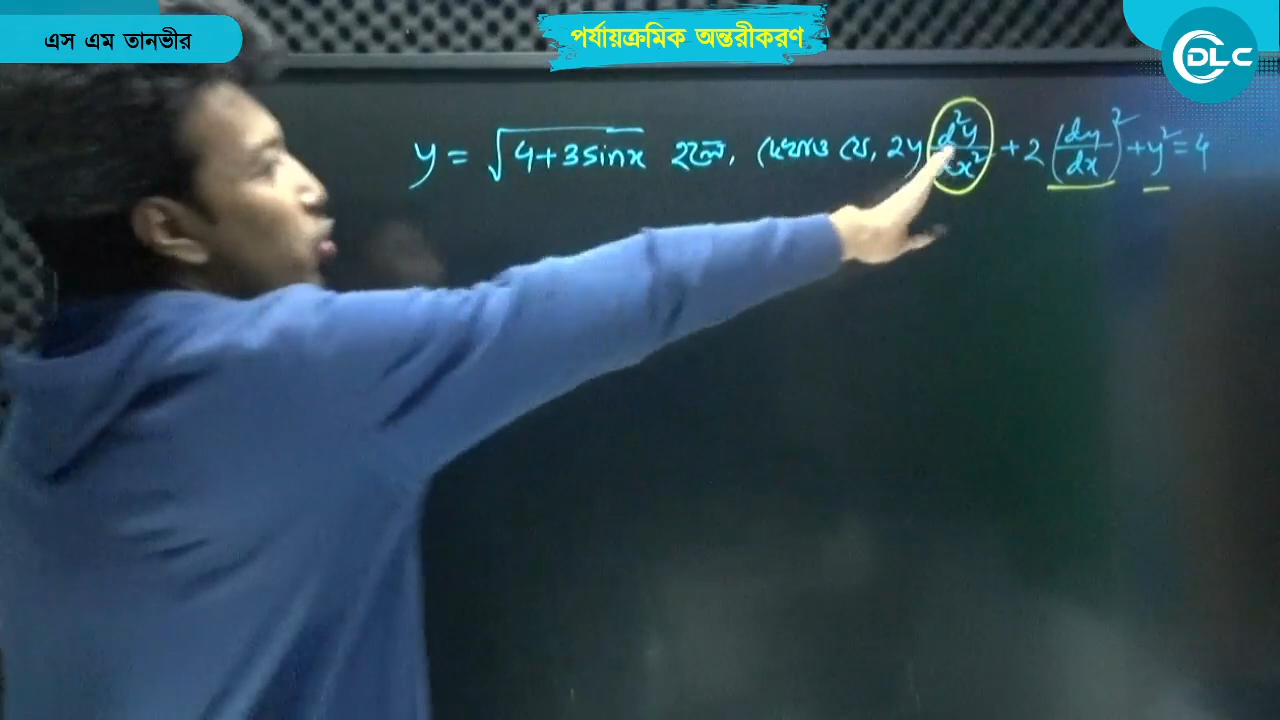 এস এম তানভীর
পর্যায়ক্রমিক অন্তরীকরণ
DLC
y = √(4+3sinx) হলে, দেখাও যে, 2y d²y/dx² + 2 (dy/dx)² + y² = 4